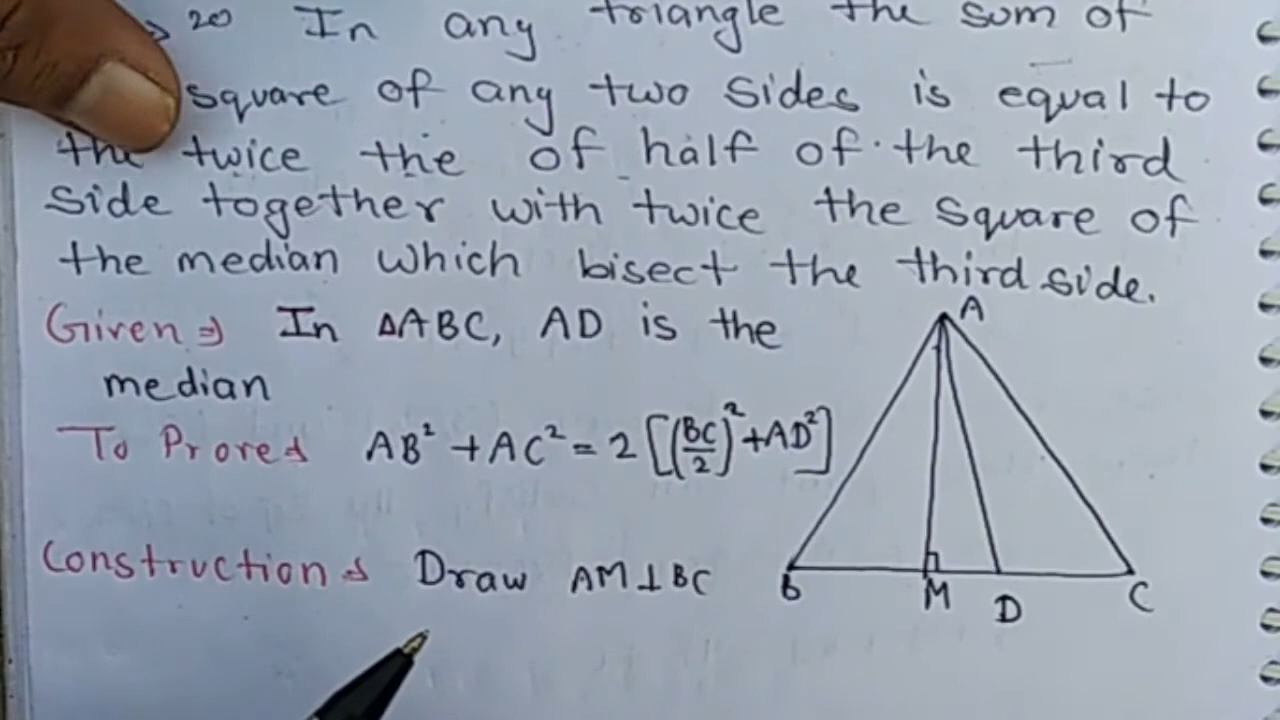 20 In any triangle the sum of
square of any two sides is equal to
the twice the of half of the third
side together with twice the square of
the median which bisect the third side.
Given ⇒ In ΔABC, AD is the
median
To Prove ⇒ AB² + AC² = 2 [(BC/2)² + AD²]
Construction ⇒ Draw AM⊥BC
A
B M D C